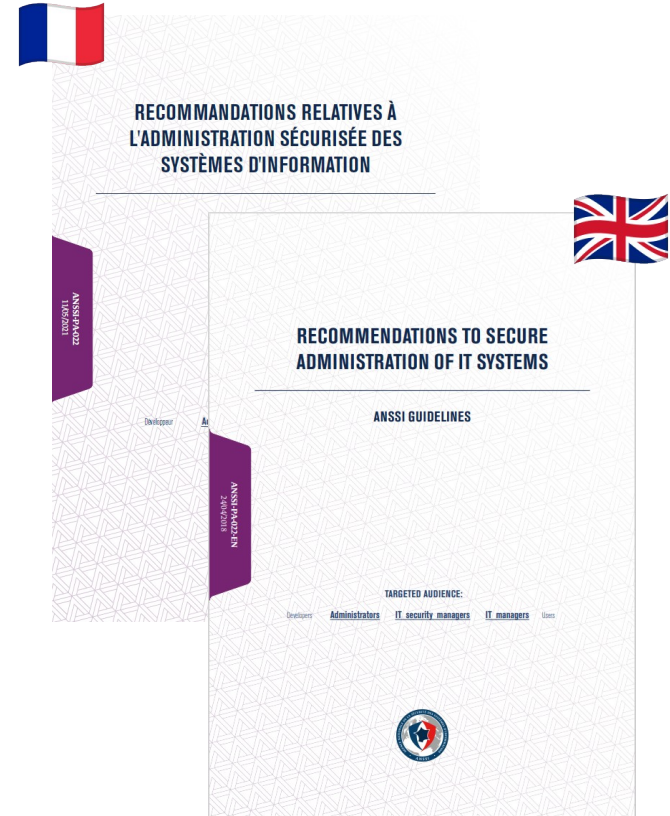 RECOMMANDATIONS RELATIVES À
L'ADMINISTRATION SÉCURISÉE DES
SYSTÈMES D'INFORMATION
ANSSI-PA-022
11/05/2021
Développeur
RECOMMENDATIONS TO SECURE
ADMINISTRATION OF IT SYSTEMS
ANSSI GUIDELINES
ANSSI-PA-022-EN
24/04/2018
TARGETED AUDIENCE:
Developers Administrators IT security managers IT managers Users